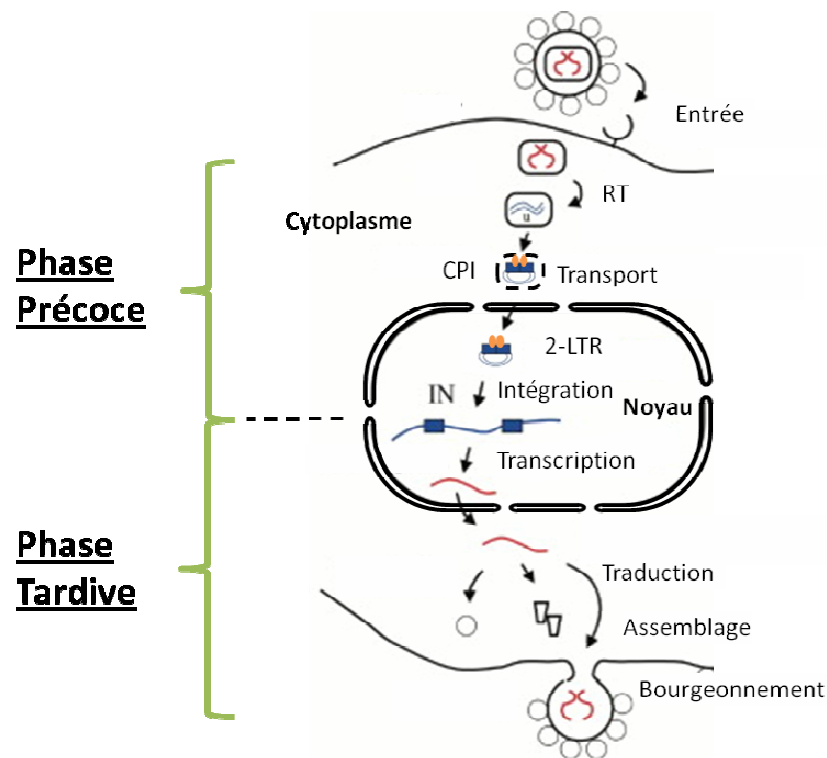 Entrée
RT
Cytoplasme
Phase
Précoce
CPI
Transport
2-LTR
IN
Intégration
Noyau
Transcription
Phase
Tardive
Traduction
Assemblage
Bourgeonnement